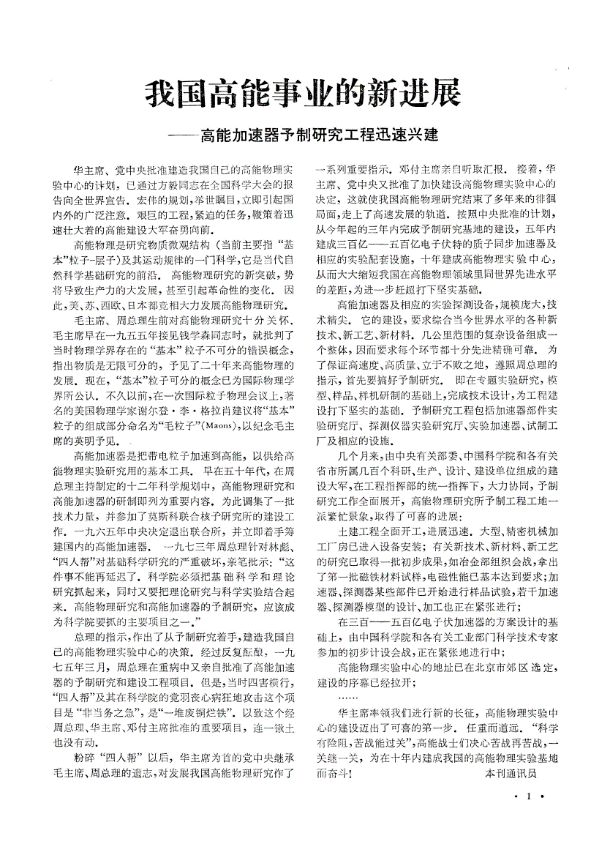 我国高能事业的新进展
——高能加速器予制研究工程迅速兴建
华主席、党中央批准建造我国自己的高能物理实
验中心的计划，已通过方毅同志在全国科学大会的报
告向全世界宣告．宏伟的规划，举世瞩目，立即引起国
内外的广泛注意．艰巨的工程，紧迫的任务，鞭策着迅
速壮大着的高能建设大军奋勇向前．
高能物理是研究物质微观结构（当前主要指“基
本”粒子-层子）及其运动规律的一门科学，它是当代自
然科学基础研究的前沿．高能物理研究的新突破，势
将导致生产力的大发展，甚至引起革命性的变化．因
此，美、苏、西欧、日本都竞相大力发展高能物理研究．
毛主席、周总理生前对高能物理研究十分关怀．
毛主席早在一九五五年接见钱学森同志时，就批判了
当时物理学界存在的“基本”粒子不可分的错误概念，
指出物质是无限可分的，予见了二十年来高能物理的
发展．现在，“基本”粒子可分的概念已为国际物理学
界所公认．不久以前，在一次国际粒子物理会议上，著
名的美国物理学家谢尔登·李·格拉肖建议将“基本”
粒子的组成部分命名为“毛粒子”（Maons），以纪念毛主
席的英明予见．
高能加速器是把带电粒子加速到高能，以供给高
能物理实验研究用的基本工具．早在五十年代，在周
总理主持制定的十二年科学规划中，高能物理研究和
高能加速器的研制即列为重要内容．为此调集了一批
技术力量，并参加了莫斯科联合核予研究所的建设工
作．一九六五年中央决定退出联合所，并立即着手筹
建国内的高能加速器．一九七三年周总理针对林彪、
“四人帮”对基础科学研究的严重破坏，亲笔批示：“这
件事不能再延迟了．科学院必须把基础科学和理论
研究抓起来，同时又要把理论研究与科学实验结合起
来．高能物理研究和高能加速器的予制研究，应该成
为科学院要抓的主要项目之一．”
总理的指示，作出了从予制研究着手，建造我国自
己的高能物理实验中心的决策．经过反复酝酿，一九
七五年三月，周总理在重病中又亲自批准了高能加速
器的予制研究和建设工程项目．但是，当时四害横行，
“四人帮”及其在科学院的党羽丧心病狂地攻击这个项
目是“非当务之急”，是“一堆废铜烂铁”．以致这个经
周总理、华主席、邓付主席批准的重要项目，连一锹土
也没有动．
粉碎“四人帮”以后，华主席为首的党中央继承
毛主席、周总理的遗志，对发展我国高能物理研究作了
一系列重要指示．邓付主席亲自听取汇报．接着，华
主席、党中央又批准了加快建设高能物理实验中心的
决定，这就使我国高能物理研究结束了多年来的徘徊
局面，走上了高速发展的轨道．按照中央批准的计划，
从今年起的三年内完成予制研究基地的建设，五年内
建成三百亿——五百亿电子伏特的质子同步加速器及
相应的实验配套设施，十年建成高能物理实验中心，
从而大大缩短我国在高能物理领域里同世界先进水平
的差距，为进一步赶超打下坚实基础．
高能加速器及相应的实验探测设备，规模庞大，技
术精尖．它的建设，要求综合当今世界水平的各种新
技术、新工艺、新材料．几公里范围的复杂设备组成一
个整体，因而要求每个环节都十分先进精确可靠．为
了保证高速度、高质量、立于不败之地，遵照周总理的
指示，首先要搞好予制研究．即在专题实验研究，模
型、样品、样机研制的基础上，完成技术设计，为工程建
设打下坚实的基础．予制研究工程包括加速器部件实
验研究厅、探测仪器实验研究厅、实验加速器、试制工
厂及相应的设施．
几个月来，由中央有关部委、中国科学院和各有关
省市所属几百个科研、生产、设计、建设单位组成的建
设大军，在工程指挥部的统一指挥下，大力协同，予制
研究工作全面展开，高能物理研究所予制工程工地一
派繁忙景象，取得了可喜的进展：
土建工程全面开工，进展迅速．大型、精密机械加
工厂房已进入设备安装；有关新技术、新材料、新工艺
的研究已取得一批初步成果，如冶金部组织会战，拿出
了第一批磁铁材料试样，电磁性能已基本达到要求；加
速器、探测器某些部件已开始进行样品试验，若干加速
器、探测器模型的设计、加工也正在紧张进行；
在三百——五百亿电子伏加速器的方案设计的基
础上，由中国科学院和各有关工业部门科学技术专家
参加的初步计设会战，正在紧张地进行中；
高能物理实验中心的地址已在北京市郊区选定，
建设的序幕已经拉开；
……
华主席率领我们进行新的长征，高能物理实验中
心的建设迈出了可喜的第一步．任重而道远．“科学
有险阻，苦战能过关”，高能战士们决心苦战再苦战，一
关继一关，为在十年内建成我国的高能物理实验基地
而奋斗！ 本刊通讯员
· 1 ·